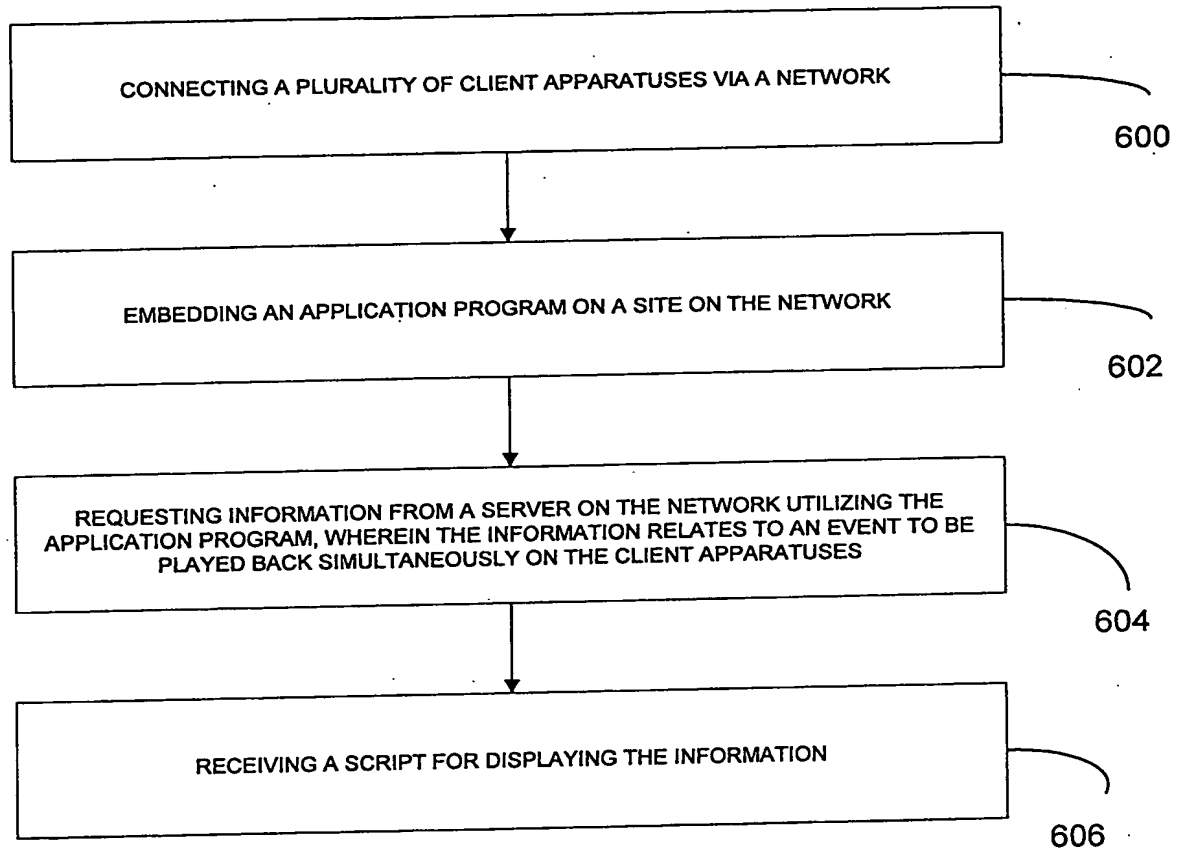 CONNECTING A PLURALITY OF CLIENT APPARATUSES VIA A NETWORK
600
EMBEDDING AN APPLICATION PROGRAM ON A SITE ON THE NETWORK
602
REQUESTING INFORMATION FROM A SERVER ON THE NETWORK UTILIZING THE
APPLICATION PROGRAM, WHEREIN THE INFORMATION RELATES TO AN EVENT TO BE
PLAYED BACK SIMULTANEOUSLY ON THE CLIENT APPARATUSES
604
RECEIVING A SCRIPT FOR DISPLAYING THE INFORMATION
606